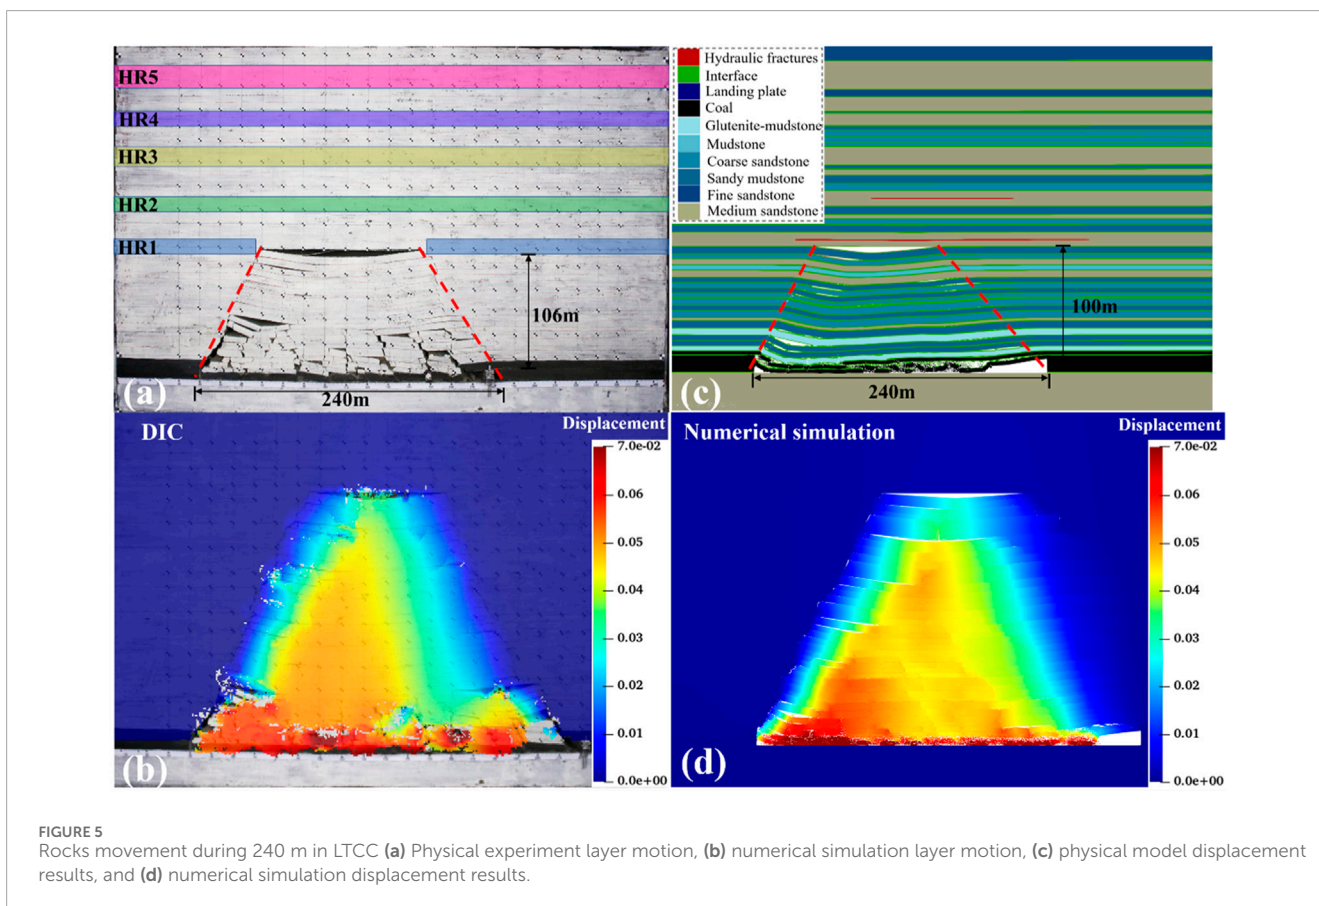 HR5
HR4
HR3
HR2
HR1
106m
240m
(a)
Hydraulic fractures
Interface
Landing plate
Coal
Glutenite-mudstone
Mudstone
Coarse sandstone
Sandy mudstone
Fine sandstone
Medium sandstone
100m
240m
(c)
DIC
Displacement
7.0e-02
0.06
0.05
0.04
0.03
0.02
0.01
0.0e+00
(b)
Numerical simulation
Displacement
7.0e-02
0.06
0.05
0.04
0.03
0.02
0.01
0.0e+00
(d)
FIGURE 5
Rocks movement during 240 m in LTCC (a) Physical experiment layer motion, (b) numerical simulation layer motion, (c) physical model displacement
results, and (d) numerical simulation displacement results.